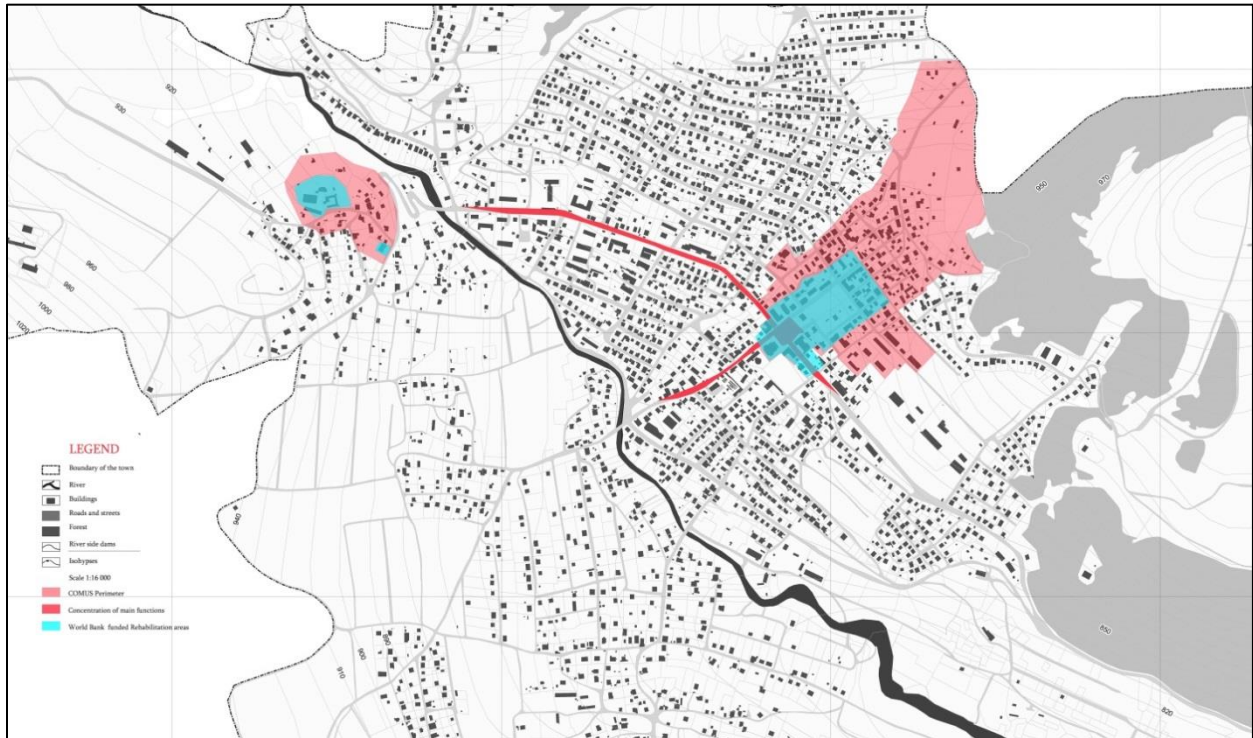 920
930
950
970
960
980
1000
1020
LEGEND
Boundary of the town
River
Buildings
Roads and streets
Forest
River side dams
Isohypses
Scale 1:16 000
COMUS Perimeter
Concentration of main functions
World Bank funded Rehabilitation areas
890
900
910
850
820